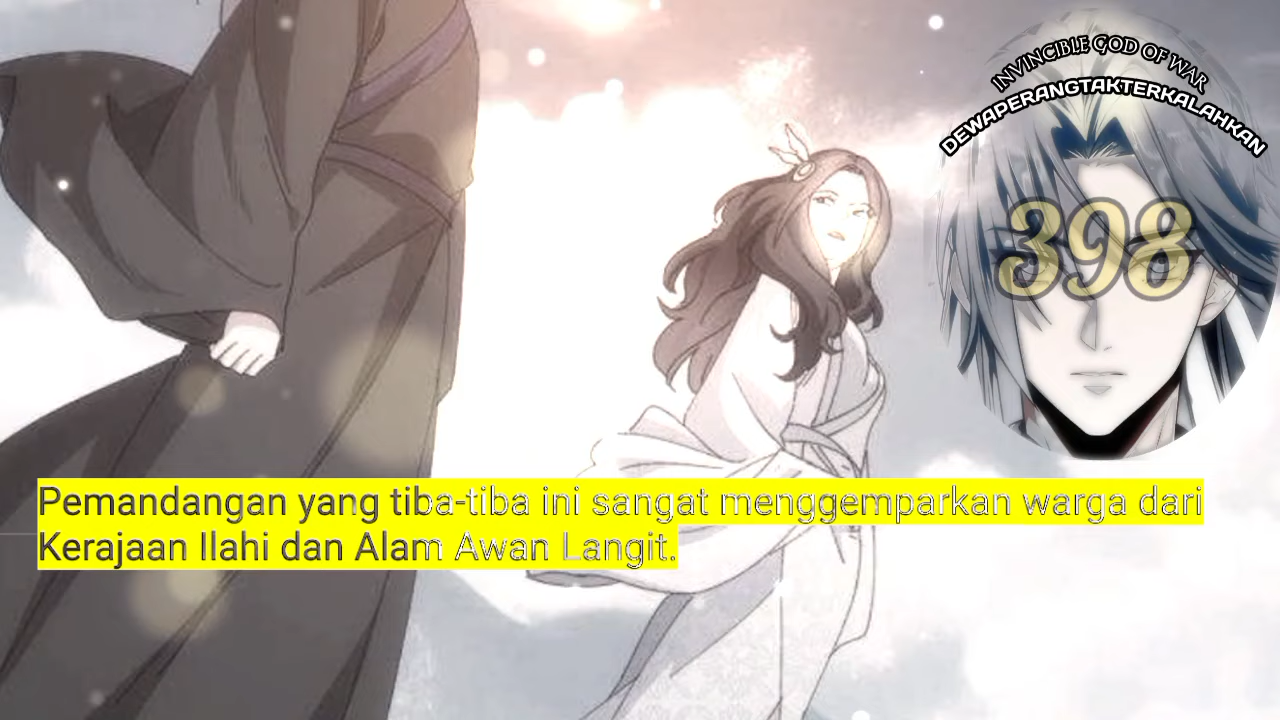 INVINCIBLE GOD OF WAR
DEWAPERANGTAKTERKALAHKAN
398
Pemandangan yang tiba-tiba ini sangat menggemparkan warga dari
Kerajaan Ilahi dan Alam Awan Langit.